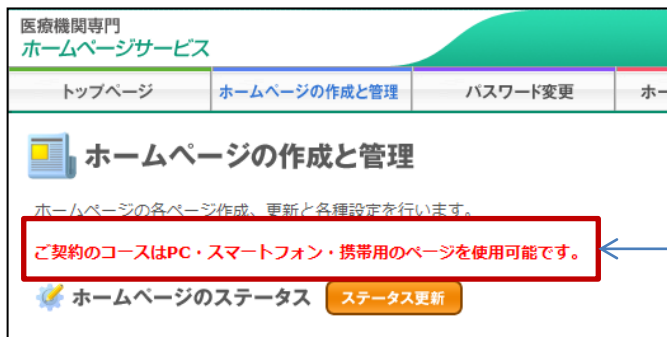 医療機関専門
ホームページサービス
トップページ ホームページの作成と管理 パスワード変更 ホー
ホームページの作成と管理
ホームページの各ページ作成、更新と各種設定を行います。
ご契約のコースはPC・スマートフォン・携帯用のページを使用可能です。
ホームページのステータス ステータス更新